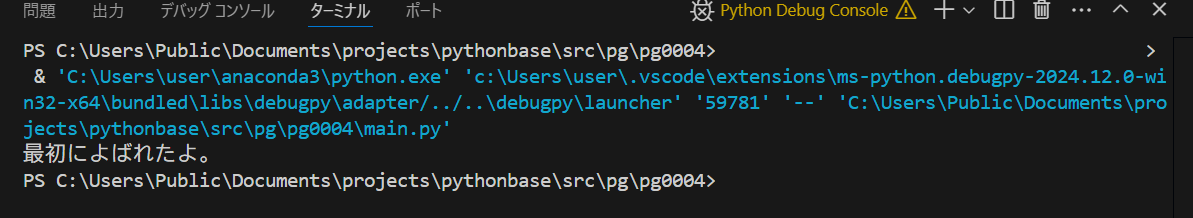 問題 出力 デバッグ コンソール ターミナル ポート Python Debug Console
PS C:\Users\Public\Documents\projects\pythonbase\src\pg\pg0004> >
& 'C:\Users\user\anaconda3\python.exe' 'c:\Users\user\.vscode\extensions\ms-python.debugpy-2024.12.0-wi
n32-x64\bundled\libs\debugpy\adapter/../..\debugpy\launcher' '59781' '--' 'C:\Users\Public\Documents\pro
jects\pythonbase\src\pg\pg0004\main.py'
最初によばれたよ。
PS C:\Users\Public\Documents\projects\pythonbase\src\pg\pg0004>